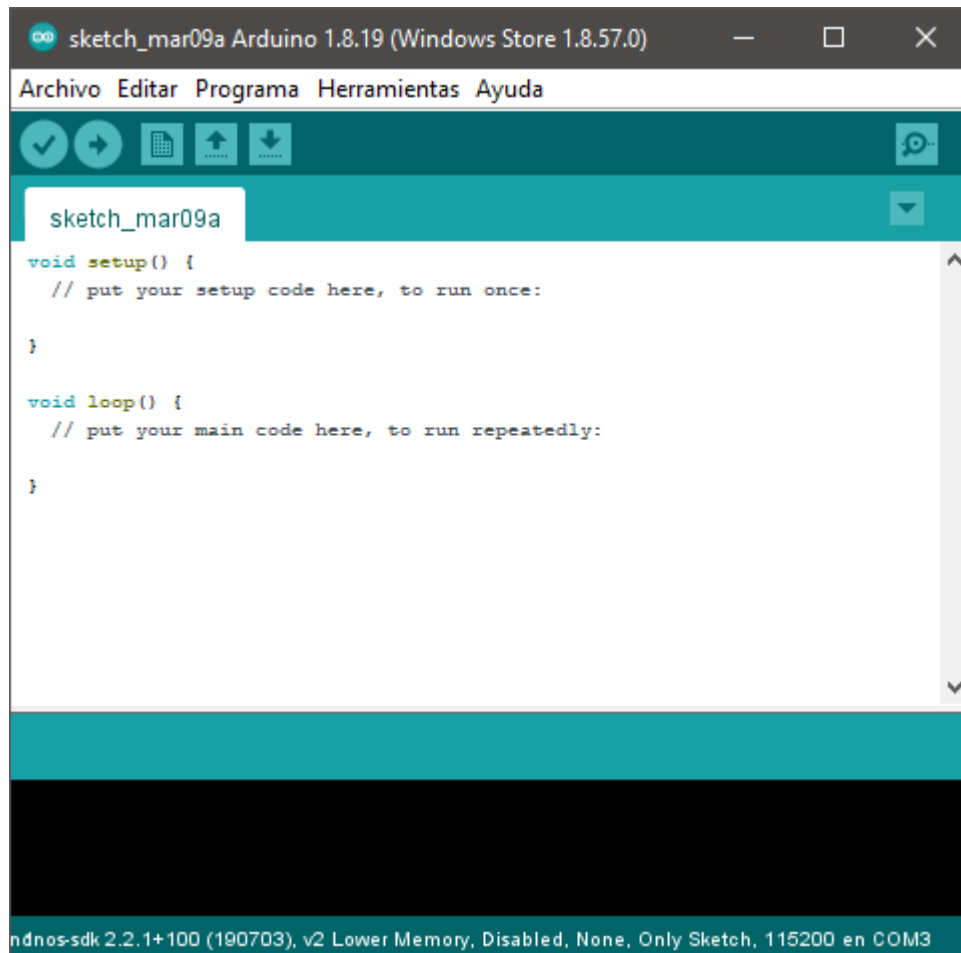 sketch_mar09a Arduino 1.8.19 (Windows Store 1.8.57.0)
Archivo Editar Programa Herramientas Ayuda
sketch_mar09a
void setup() {
  // put your setup code here, to run once:
}
void loop() {
  // put your main code here, to run repeatedly:
}
2.2.1+100 (190703), v2 Lower Memory, Disabled, None, Only Sketch, 115200 en COM3